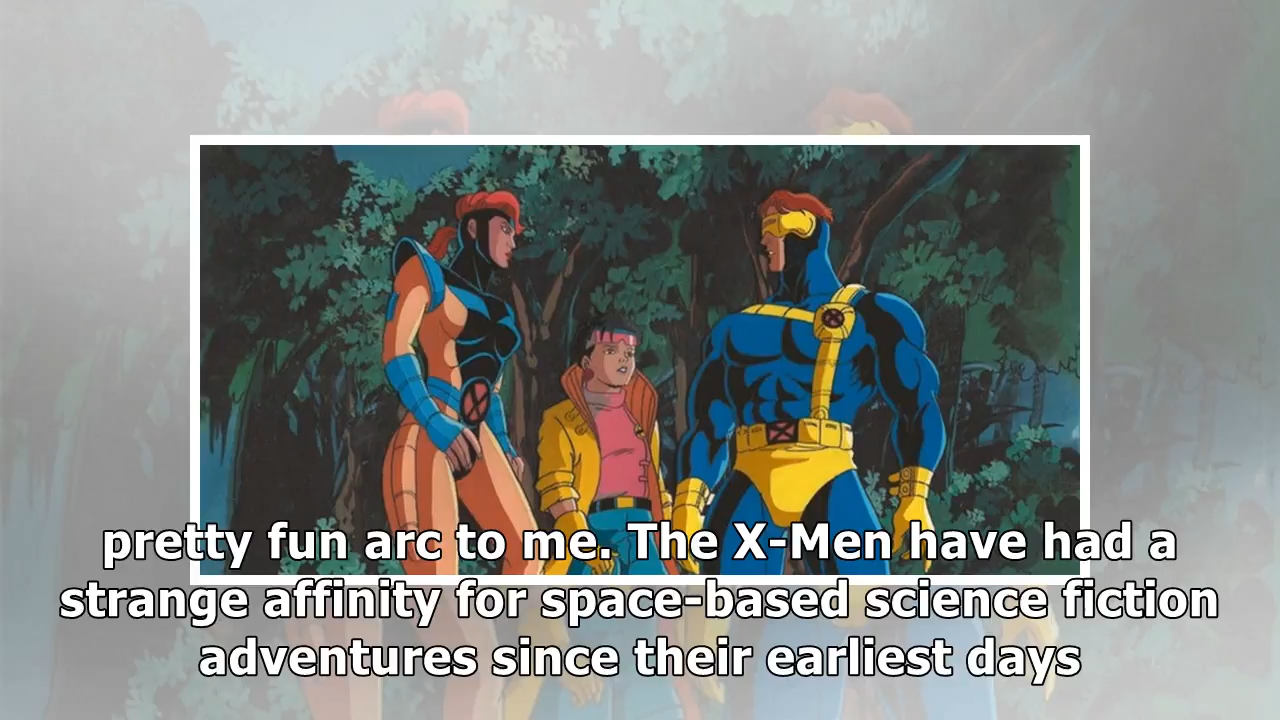 pretty fun arc to me. The X-Men have had a
strange affinity for space-based science fiction
adventures since their earliest days